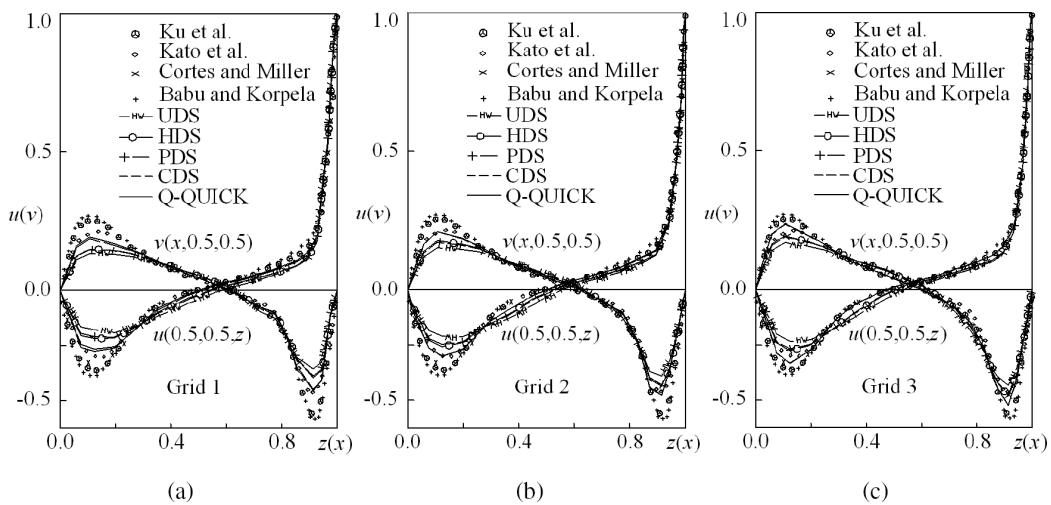 1.0
Ku et al.
Kato et al.
Cortes and Miller
Babu and Korpela
UDS
HDS
PDS
CDS
Q-QUICK
0.5
u(v)
v(x,0.5,0.5)
0.0
u(0.5,0.5,z)
Grid 1
-0.5
0.0 0.4 0.8 z(x)
(a)
1.0
Ku et al.
Kato et al.
Cortes and Miller
Babu and Korpela
UDS
HDS
PDS
CDS
Q-QUICK
0.5
u(v)
v(x,0.5,0.5)
0.0
u(0.5,0.5,z)
Grid 2
-0.5
0.0 0.4 0.8 z(x)
(b)
1.0
Ku et al.
Kato et al.
Cortes and Miller
Babu and Korpela
UDS
HDS
PDS
CDS
Q-QUICK
0.5
u(v)
v(x,0.5,0.5)
0.0
u(0.5,0.5,z)
Grid 3
-0.5
0.0 0.4 0.8 z(x)
(c)